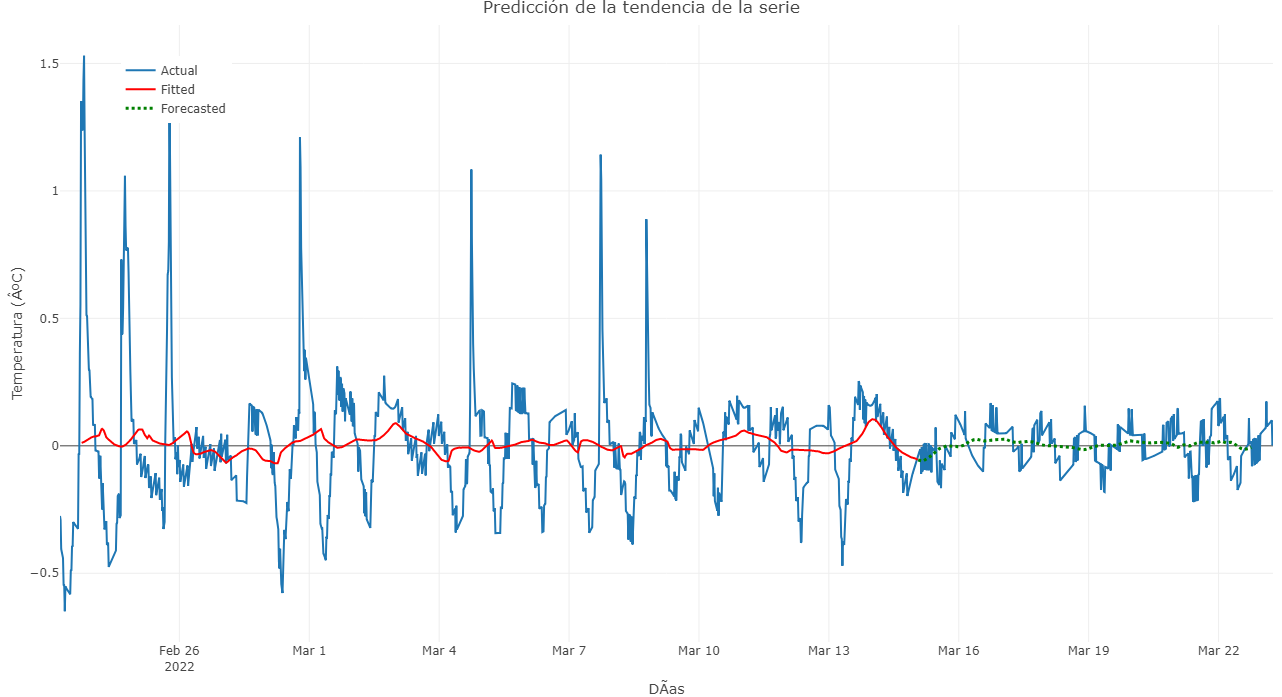 Predicción de la tendencia de la serie
Actual
Fitted
Forecasted
Temperatura (ÂºC)
1.5
1
0.5
0
−0.5
Feb 26
2022
Mar 1
Mar 4
Mar 7
Mar 10
Mar 13
Mar 16
Mar 19
Mar 22
DÃas